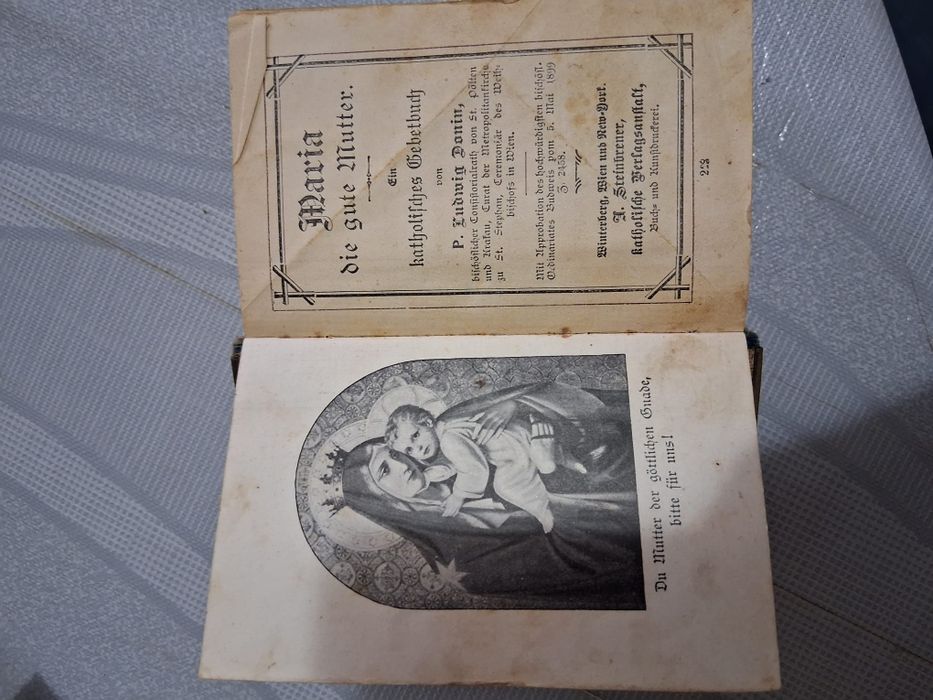 Du Mutter der göttlichen Gnade,
bitte für uns!
Maria
die gute Mutter.
Ein
katholisches Gebetbuch
von
P. Ludwig Donin,
bischöflicher Consistorialrath von St. Pölten
und Krakau, Curat der Metropolitankirche
zu St. Stephan, Ceremoniär des Weih-
bischofs in Wien.
Mit Approbation des hochwürdigsten bischöfl.
Ordinariates Budweis vom 5. Mai 1899
Z. 2458.
Winterberg, Wien und New-York.
J. Steinbrener,
katholische Verlagsanstalt,
Buch- und Kunstdruckerei.